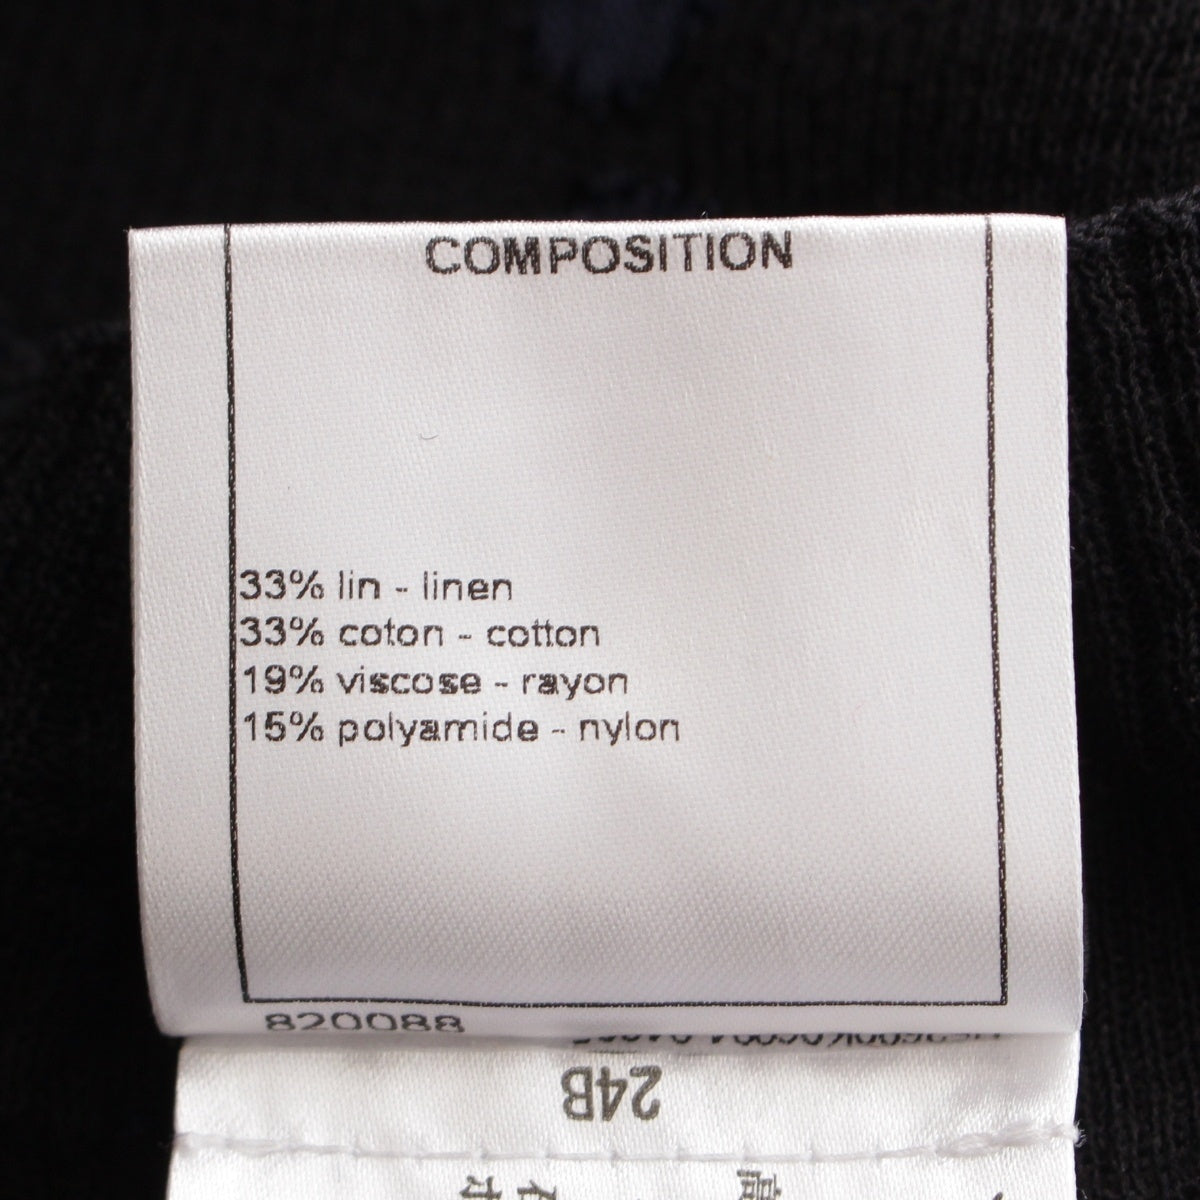 COMPOSITION
33% lin - linen
33% coton - cotton
19% viscose - rayon
15% polyamide - nylon
820088
24B